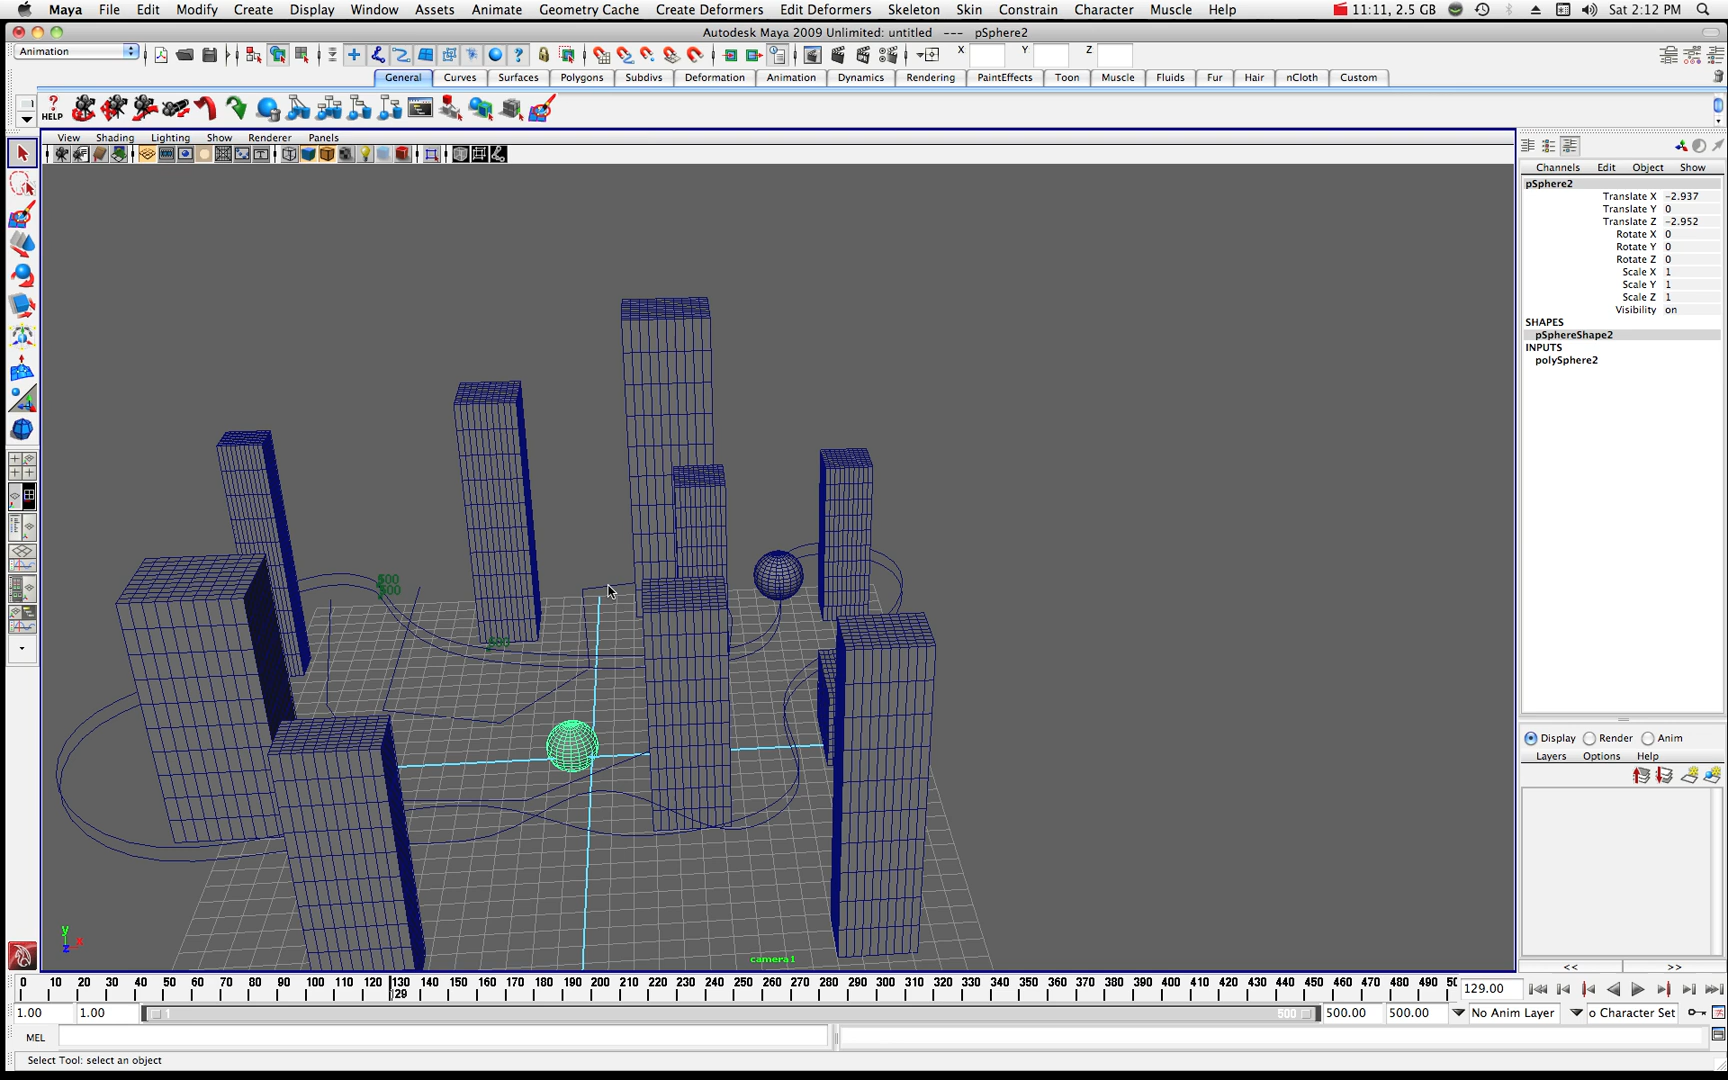 Maya File Edit Modify Create Display Window Assets Animate Geometry Cache Create Deformers Edit Deformers Skeleton Skin Constrain Character Muscle Help 11:11, 2.5 GB Sat 2:12 PM
Autodesk Maya 2009 Unlimited: untitled --- pSphere2
Animation X Y Z
General Curves Surfaces Polygons Subdivs Deformation Animation Dynamics Rendering PaintEffects Toon Muscle Fluids Fur Hair nCloth Custom
? HELP
View Shading Lighting Show Renderer Panels
Channels Edit Object Show
pSphere2
Translate X -2.937
Translate Y 0
Translate Z -2.952
Rotate X 0
Rotate Y 0
Rotate Z 0
Scale X 1
Scale Y 1
Scale Z 1
Visibility on
SHAPES
pSphereShape2
INPUTS
polySphere2
500
500
500
Display Render Anim
Layers Options Help
y
z x
camera1
<< >>
0 10 20 30 40 50 60 70 80 90 100 110 120 130 140 150 160 170 180 190 200 210 220 230 240 250 260 270 280 290 300 310 320 330 340 350 360 370 380 390 400 410 420 430 440 450 460 470 480 490 50 129.00
129
1.00 1.00 1 500 500.00 500.00 No Anim Layer o Character Set
MEL
Select Tool: select an object